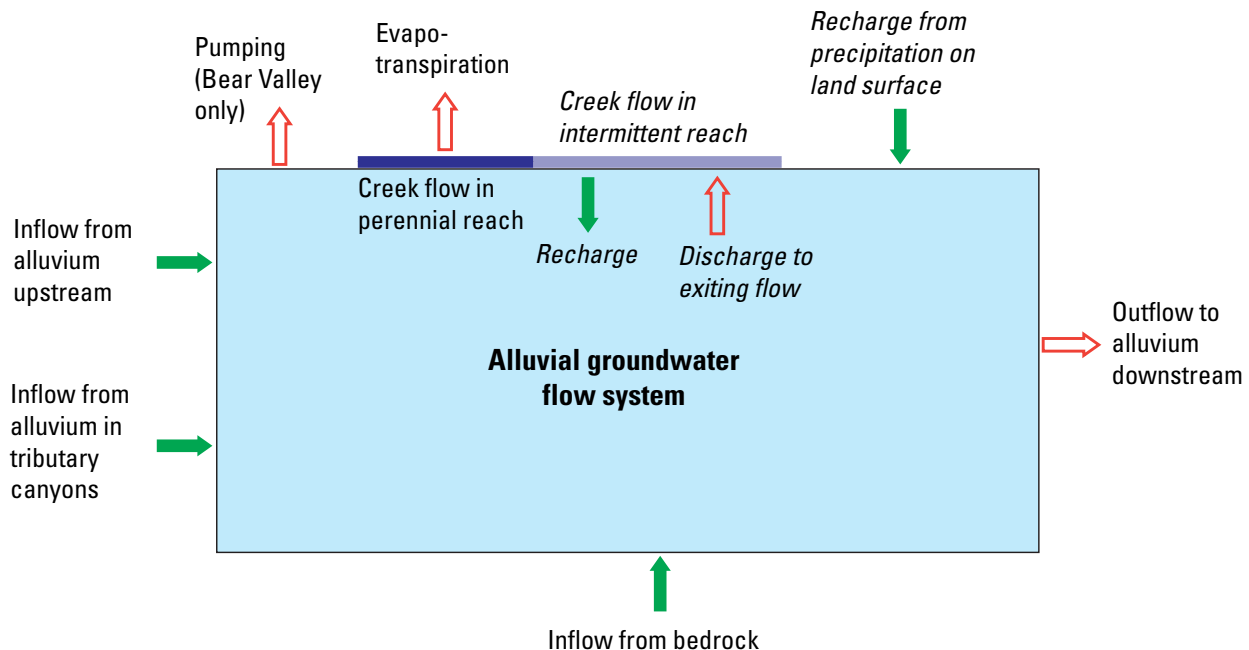 Pumping
(Bear Valley
only)
Evapo-
transpiration
Creek flow in
intermittent reach
Recharge from
precipitation on
land surface
Creek flow in
perennial reach
Recharge
Discharge to
exiting flow
Inflow from
alluvium
upstream
Inflow from
alluvium in
tributary
canyons
Alluvial groundwater
flow system
Outflow to
alluvium
downstream
Inflow from bedrock